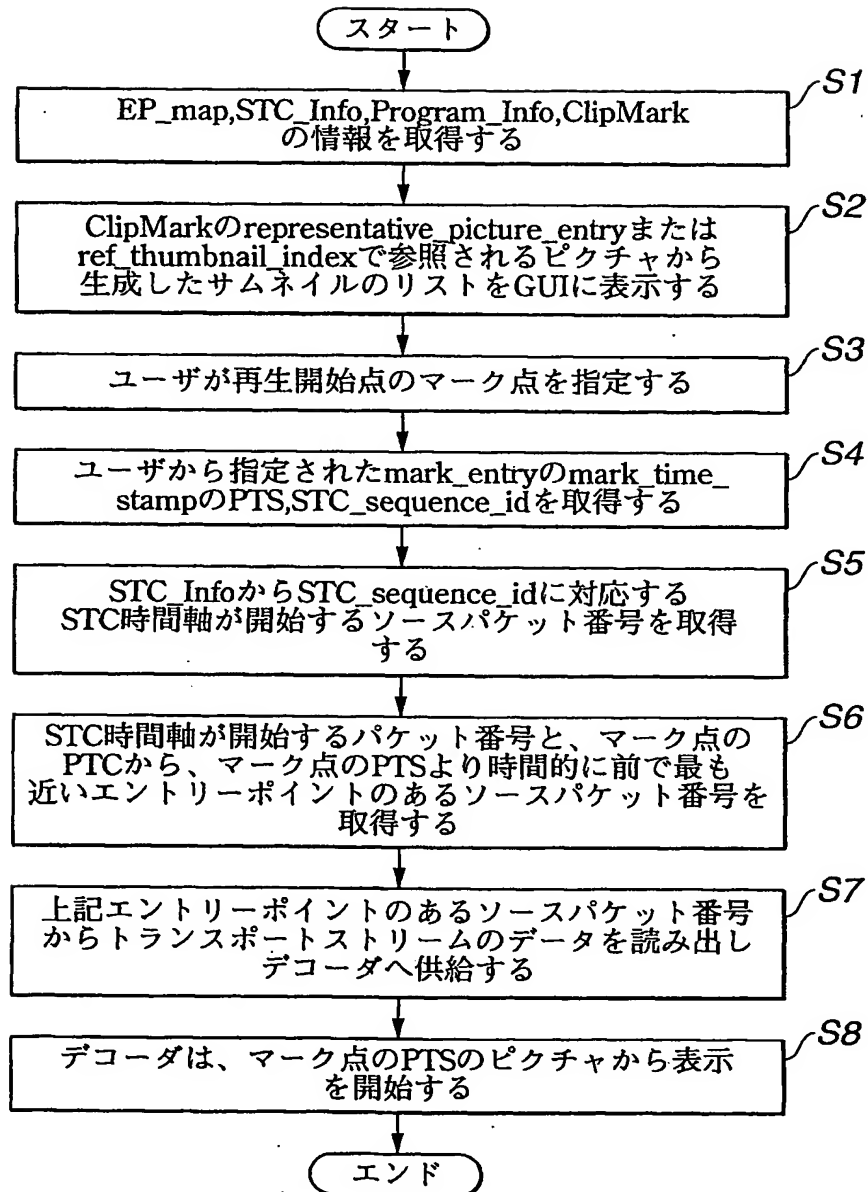 スタート
S1
EP_map,STC_Info,Program_Info,ClipMark
の情報を取得する
S2
ClipMarkのrepresentative_picture_entryまたは
ref_thumbnail_indexで参照されるピクチャから
生成したサムネイルのリストをGUIに表示する
S3
ユーザが再生開始点のマーク点を指定する
S4
ユーザから指定されたmark_entryのmark_time_
stampのPTS,STC_sequence_idを取得する
S5
STC_InfoからSTC_sequence_idに対応する
STC時間軸が開始するソースパケット番号を取得
する
S6
STC時間軸が開始するパケット番号と、マーク点の
PTCから、マーク点のPTSより時間的に前で最も
近いエントリーポイントのあるソースパケット番号を
取得する
S7
上記エントリーポイントのあるソースパケット番号
からトランスポートストリームのデータを読み出し
デコーダへ供給する
S8
デコーダは、マーク点のPTSのピクチャから表示
を開始する
エンド